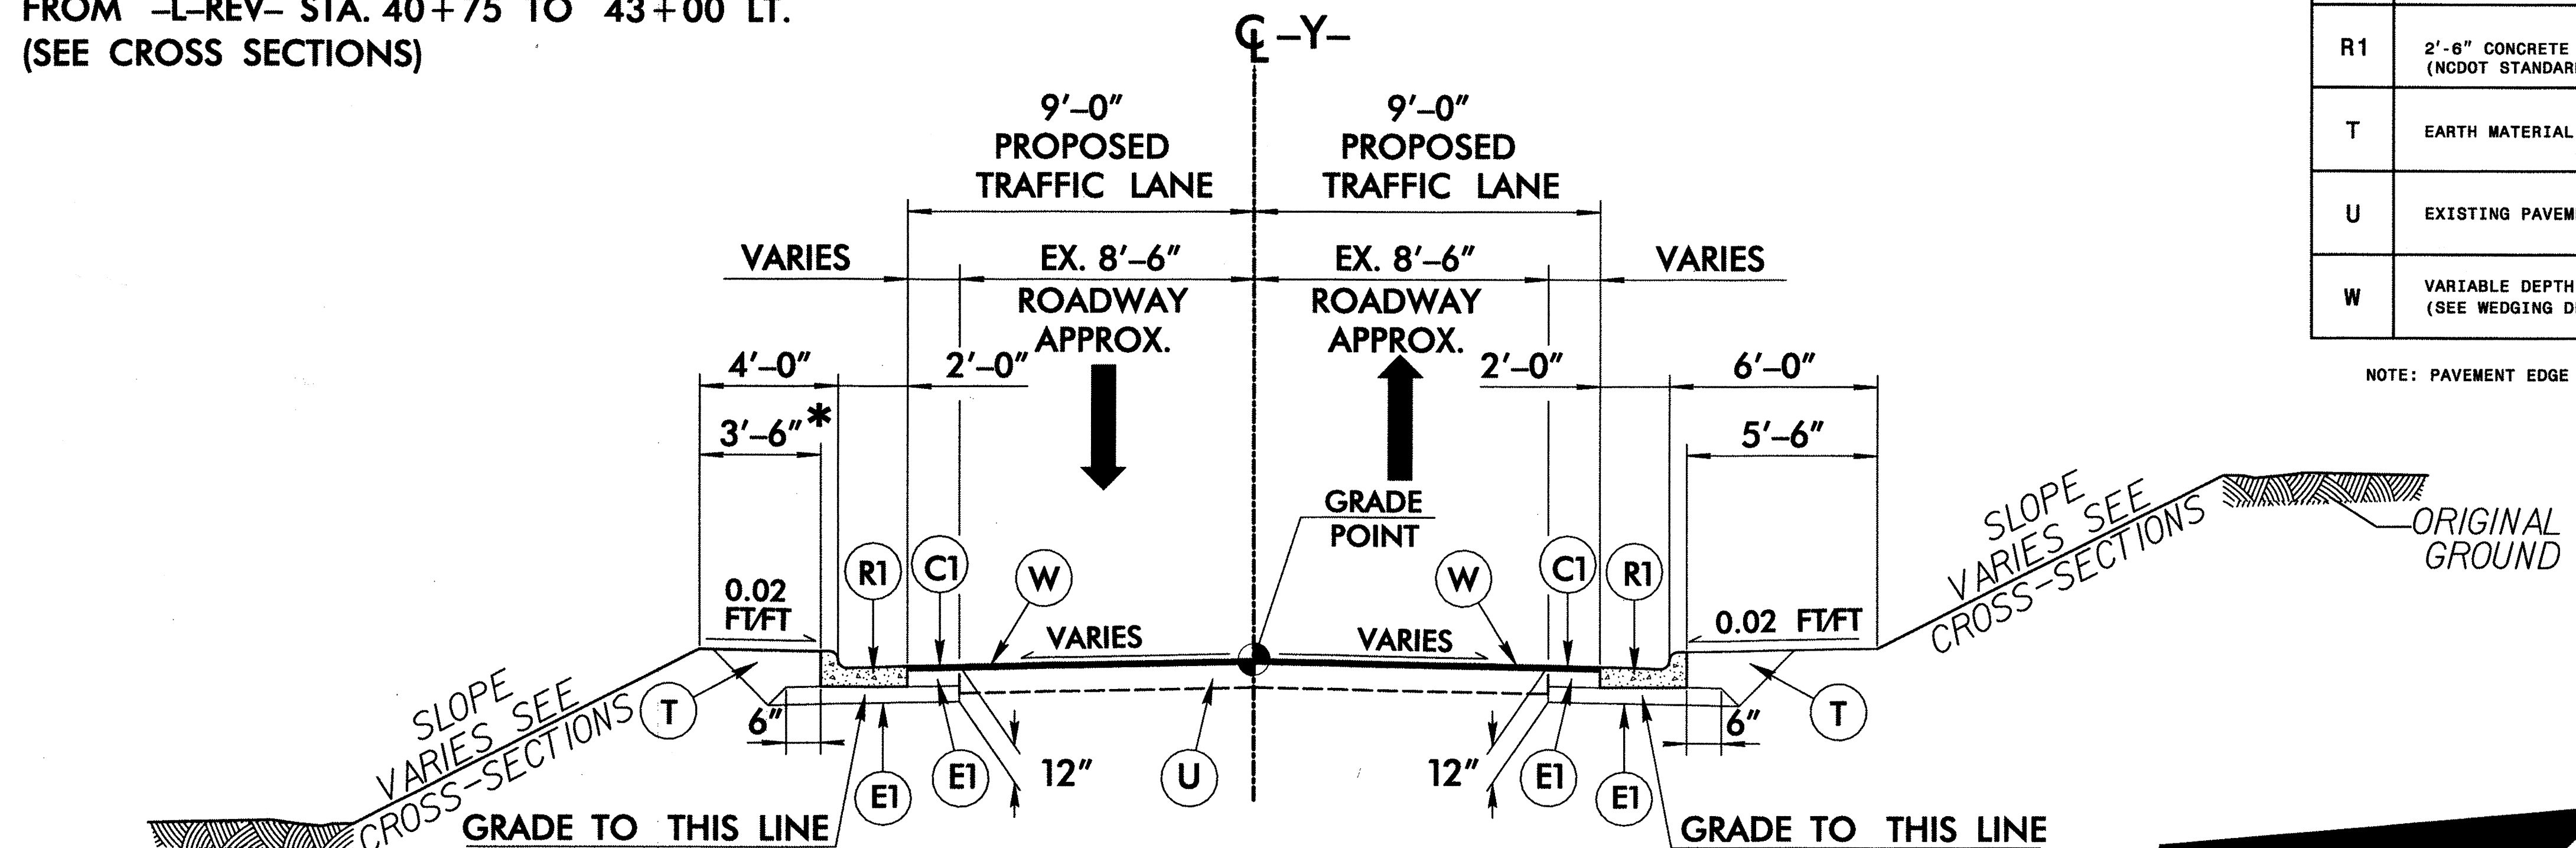 FROM –L–REV– STA. 40+75 TO 43+00 LT.
(SEE CROSS SECTIONS)
℄ –Y–
9'–0"
PROPOSED
TRAFFIC LANE
9'–0"
PROPOSED
TRAFFIC LANE
VARIES
EX. 8'–6"
ROADWAY
APPROX.
EX. 8'–6"
ROADWAY
APPROX.
VARIES
4'–0"
2'–0"
2'–0"
6'–0"
3'–6" *
5'–6"
GRADE
POINT
R1
C1
W
W
C1
R1
0.02
FT/FT
VARIES
VARIES
0.02 FT/FT
SLOPE
VARIES SEE
CROSS–SECTIONS
SLOPE
VARIES SEE
CROSS–SECTIONS
ORIGINAL
GROUND
T
6"
E1
E1
12"
U
12"
E1
E1
6"
T
GRADE TO THIS LINE
GRADE TO THIS LINE
R1
2'-6" CONCRETE
(NCDOT
T
EARTH MATERIAL
U
EXISTING
W
VARIABLE DEPTH
(SEE WEDGING
NOTE: PAVEMENT EDGE